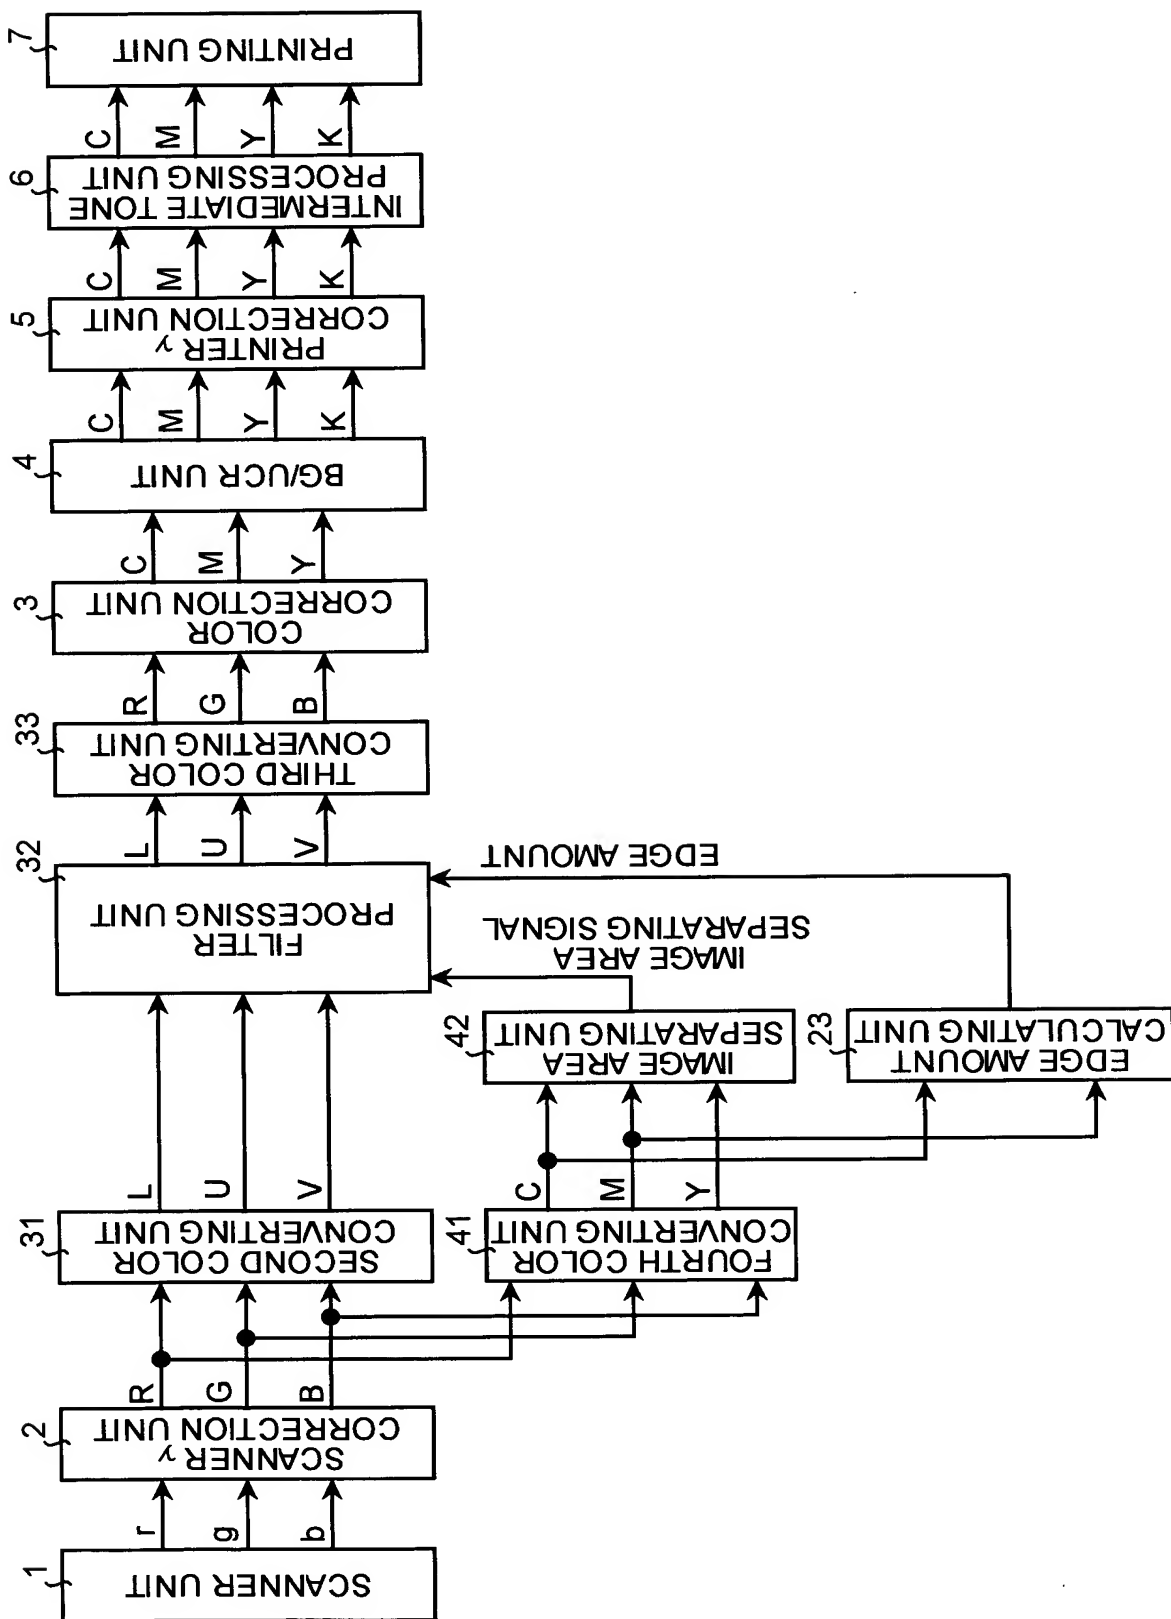 1
SCANNER UNIT
r
g
b
2
SCANNER γ
CORRECTION UNIT
R
G
B
31
SECOND COLOR
CONVERTING UNIT
L
U
V
41
FOURTH COLOR
CONVERTING UNIT
C
M
Y
42
IMAGE AREA
SEPARATING UNIT
23
EDGE AMOUNT
CALCULATING UNIT
IMAGE AREA
SEPARATING SIGNAL
EDGE AMOUNT
32
FILTER
PROCESSING UNIT
L
U
V
33
THIRD COLOR
CONVERTING UNIT
R
G
B
3
COLOR
CORRECTION UNIT
C
M
Y
4
BG/UCR UNIT
C
M
Y
K
5
PRINTER γ
CORRECTION UNIT
C
M
Y
K
6
INTERMEDIATE TONE
PROCESSING UNIT
C
M
Y
K
7
PRINTING UNIT